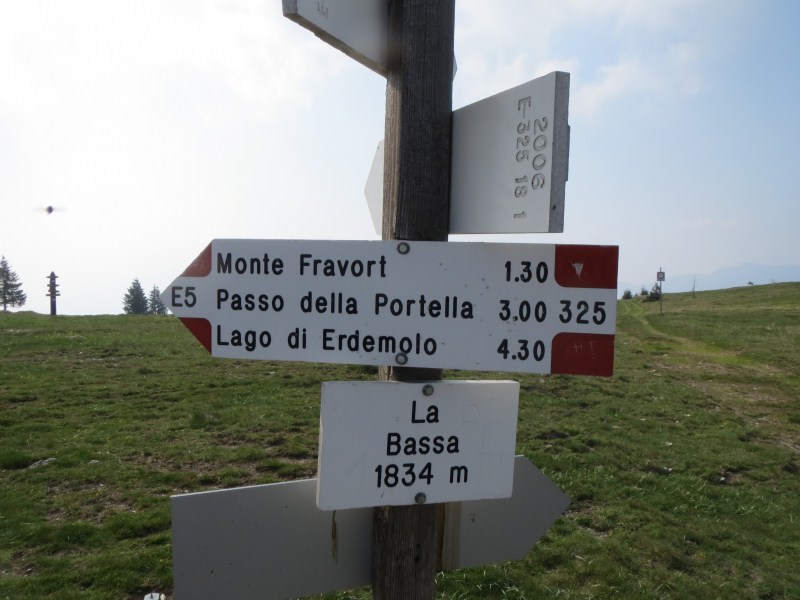 2006
E-325 18 1
Monte Fravort 1.30
E5 Passo della Portella 3.00 325
Lago di Erdemolo 4.30
La
Bassa
1834 m